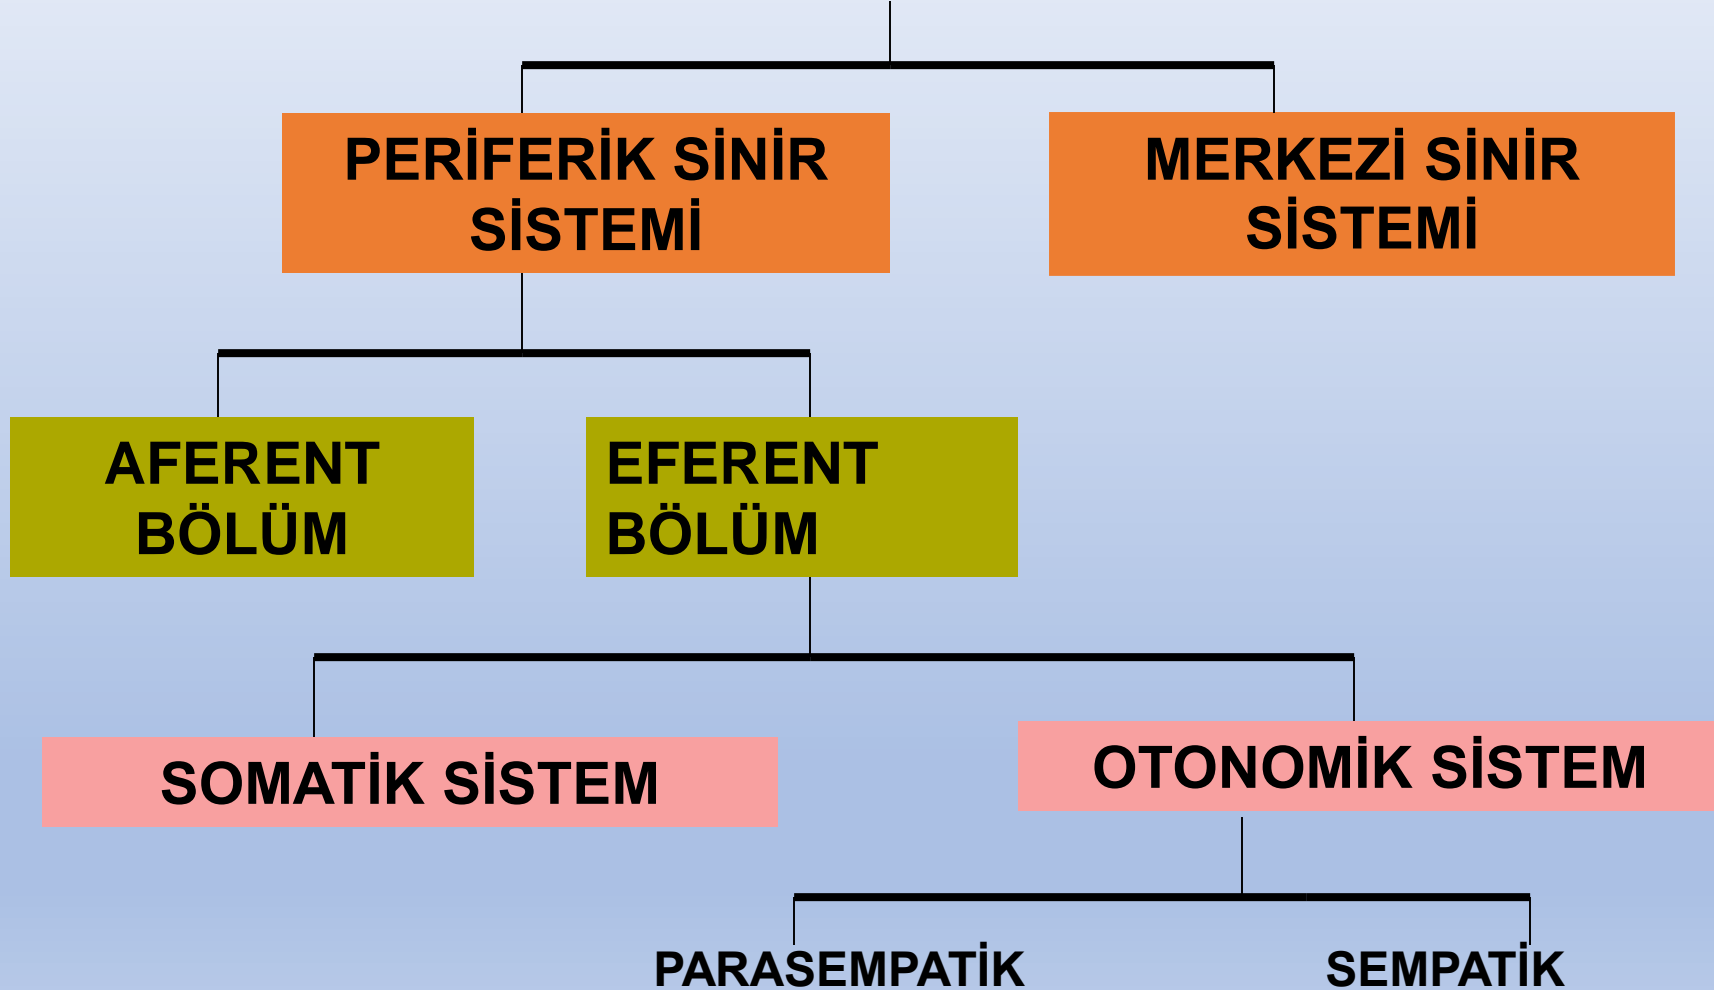 PERİFERİK SİNİR
SİSTEMİ
MERKEZİ SİNİR
SİSTEMİ
AFERENT
BÖLÜM
EFERENT
BÖLÜM
SOMATİK SİSTEM
OTONOMİK SİSTEM
PARASEMPATİK
SEMPATİK